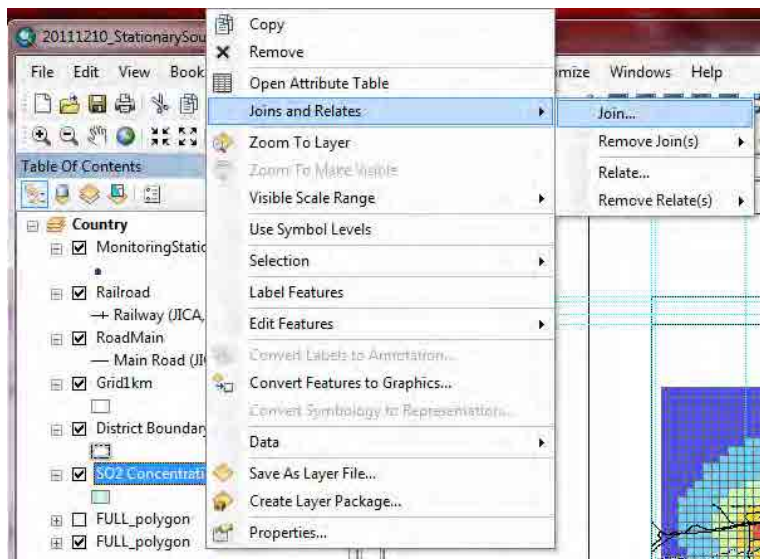 20111210_StationarySou
File Edit View Book
mize Windows Help
Table Of Contents
Country
MonitoringStatio
Railroad
Railway (JICA,
RoadMain
Main Road (JI
Grid1km
District Boundar
SO2 Concentrati
FULL_polygon
FULL_polygon
Copy
Remove
Open Attribute Table
Joins and Relates
Zoom To Layer
Zoom To Make Visible
Visible Scale Range
Use Symbol Levels
Selection
Label Features
Edit Features
Convert Labels to Annotation...
Convert Features to Graphics...
Convert Symbology to Representation...
Data
Save As Layer File...
Create Layer Package...
Properties...
Join...
Remove Join(s)
Relate...
Remove Relate(s)